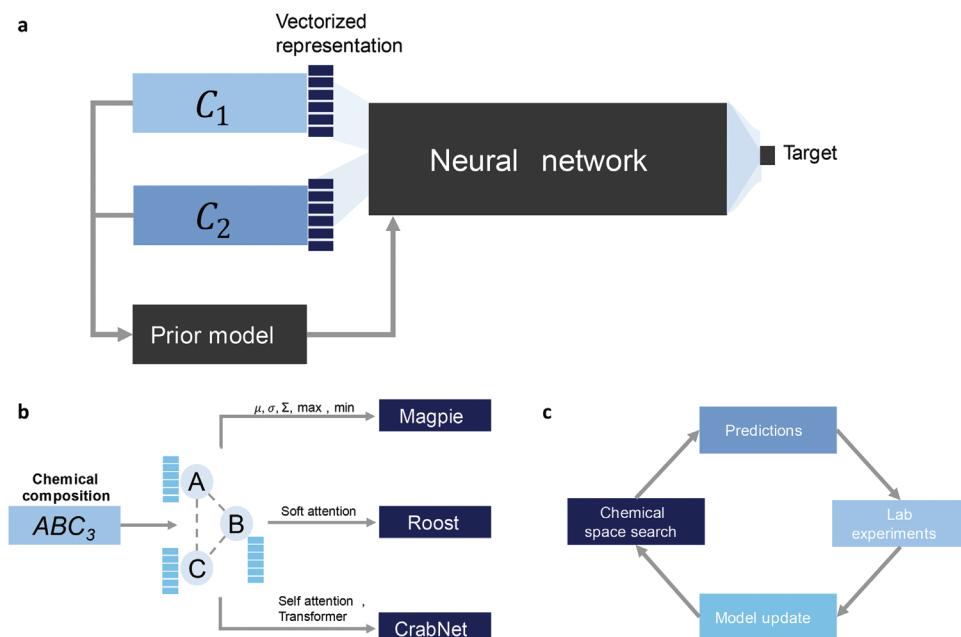 a
Vectorized
representation
C₁
Neural network
Target
C₂
Prior model
b
μ, σ, Σ, max , min
Magpie
Chemical
composition
ABC₃
A
B
C
Soft attention
Roost
Self attention ,
Transformer
CrabNet
c
Predictions
Chemical
space search
Lab
experiments
Model update